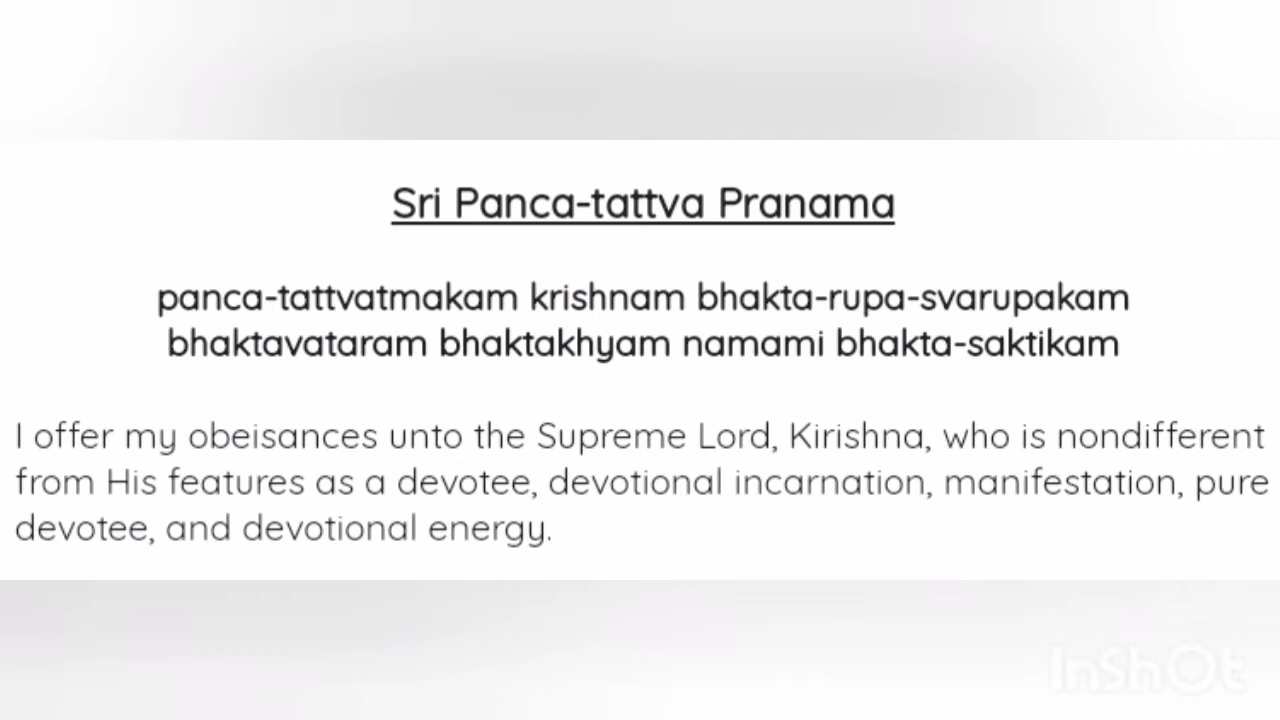 Sri Panca-tattva Pranama
panca-tattvatmakam krishnam bhakta-rupa-svarupakam
bhaktavataram bhaktakhyam namami bhakta-saktikam
I offer my obeisances unto the Supreme Lord, Kirishna, who is nondifferent
from His features as a devotee, devotional incarnation, manifestation, pure
devotee, and devotional energy.
InShOt